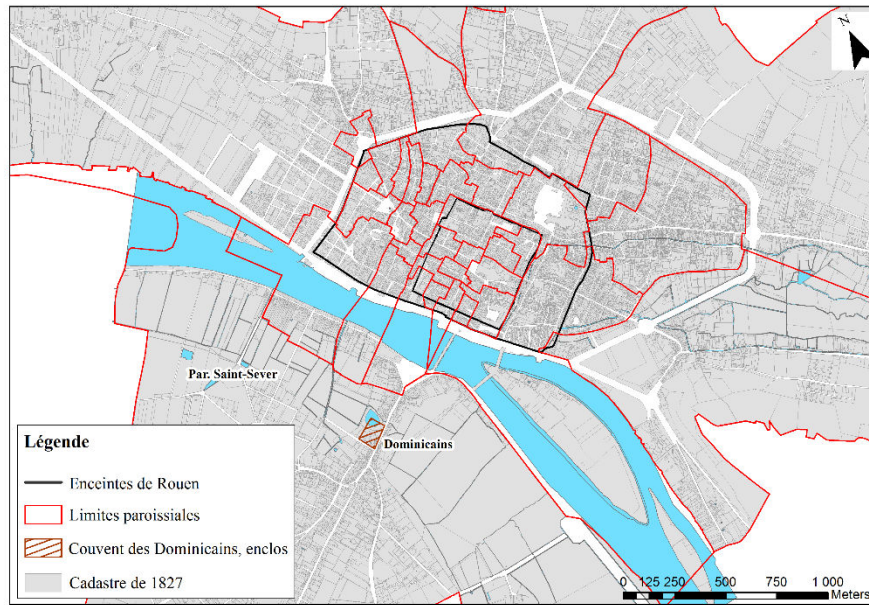 N
Par. Saint-Sever
Dominicains
Légende
Enceintes de Rouen
Limites paroissiales
Couvent des Dominicains, enclos
Cadastre de 1827
0 125 250 500 750 1 000
Meters